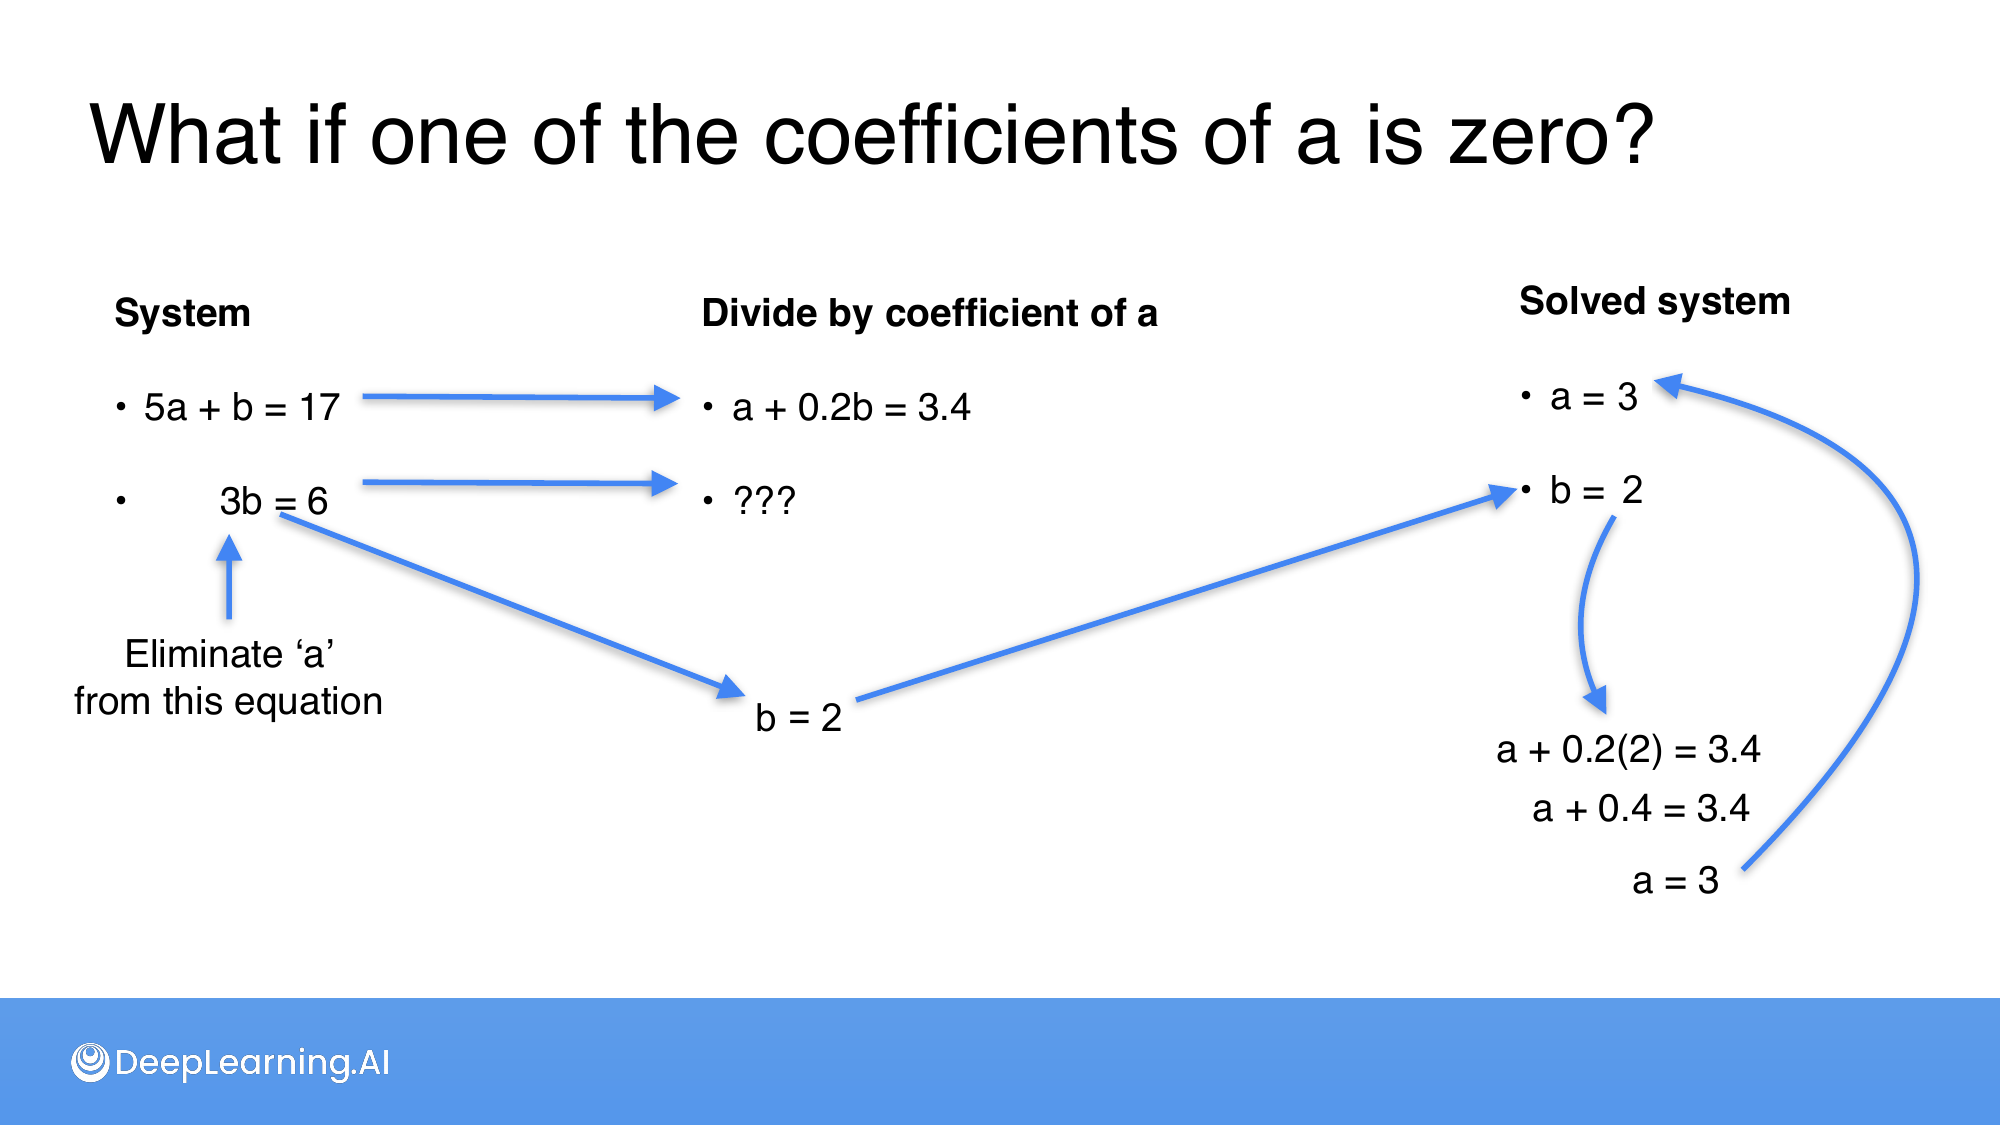 What if one of the coefficients of a is zero?
System
• 5a + b = 17
• 3b = 6
Eliminate ‘a’
from this equation
Divide by coefficient of a
• a + 0.2b = 3.4
• ???
b = 2
Solved system
• a = 3
• b = 2
a + 0.2(2) = 3.4
a + 0.4 = 3.4
a = 3
DeepLearning.AI